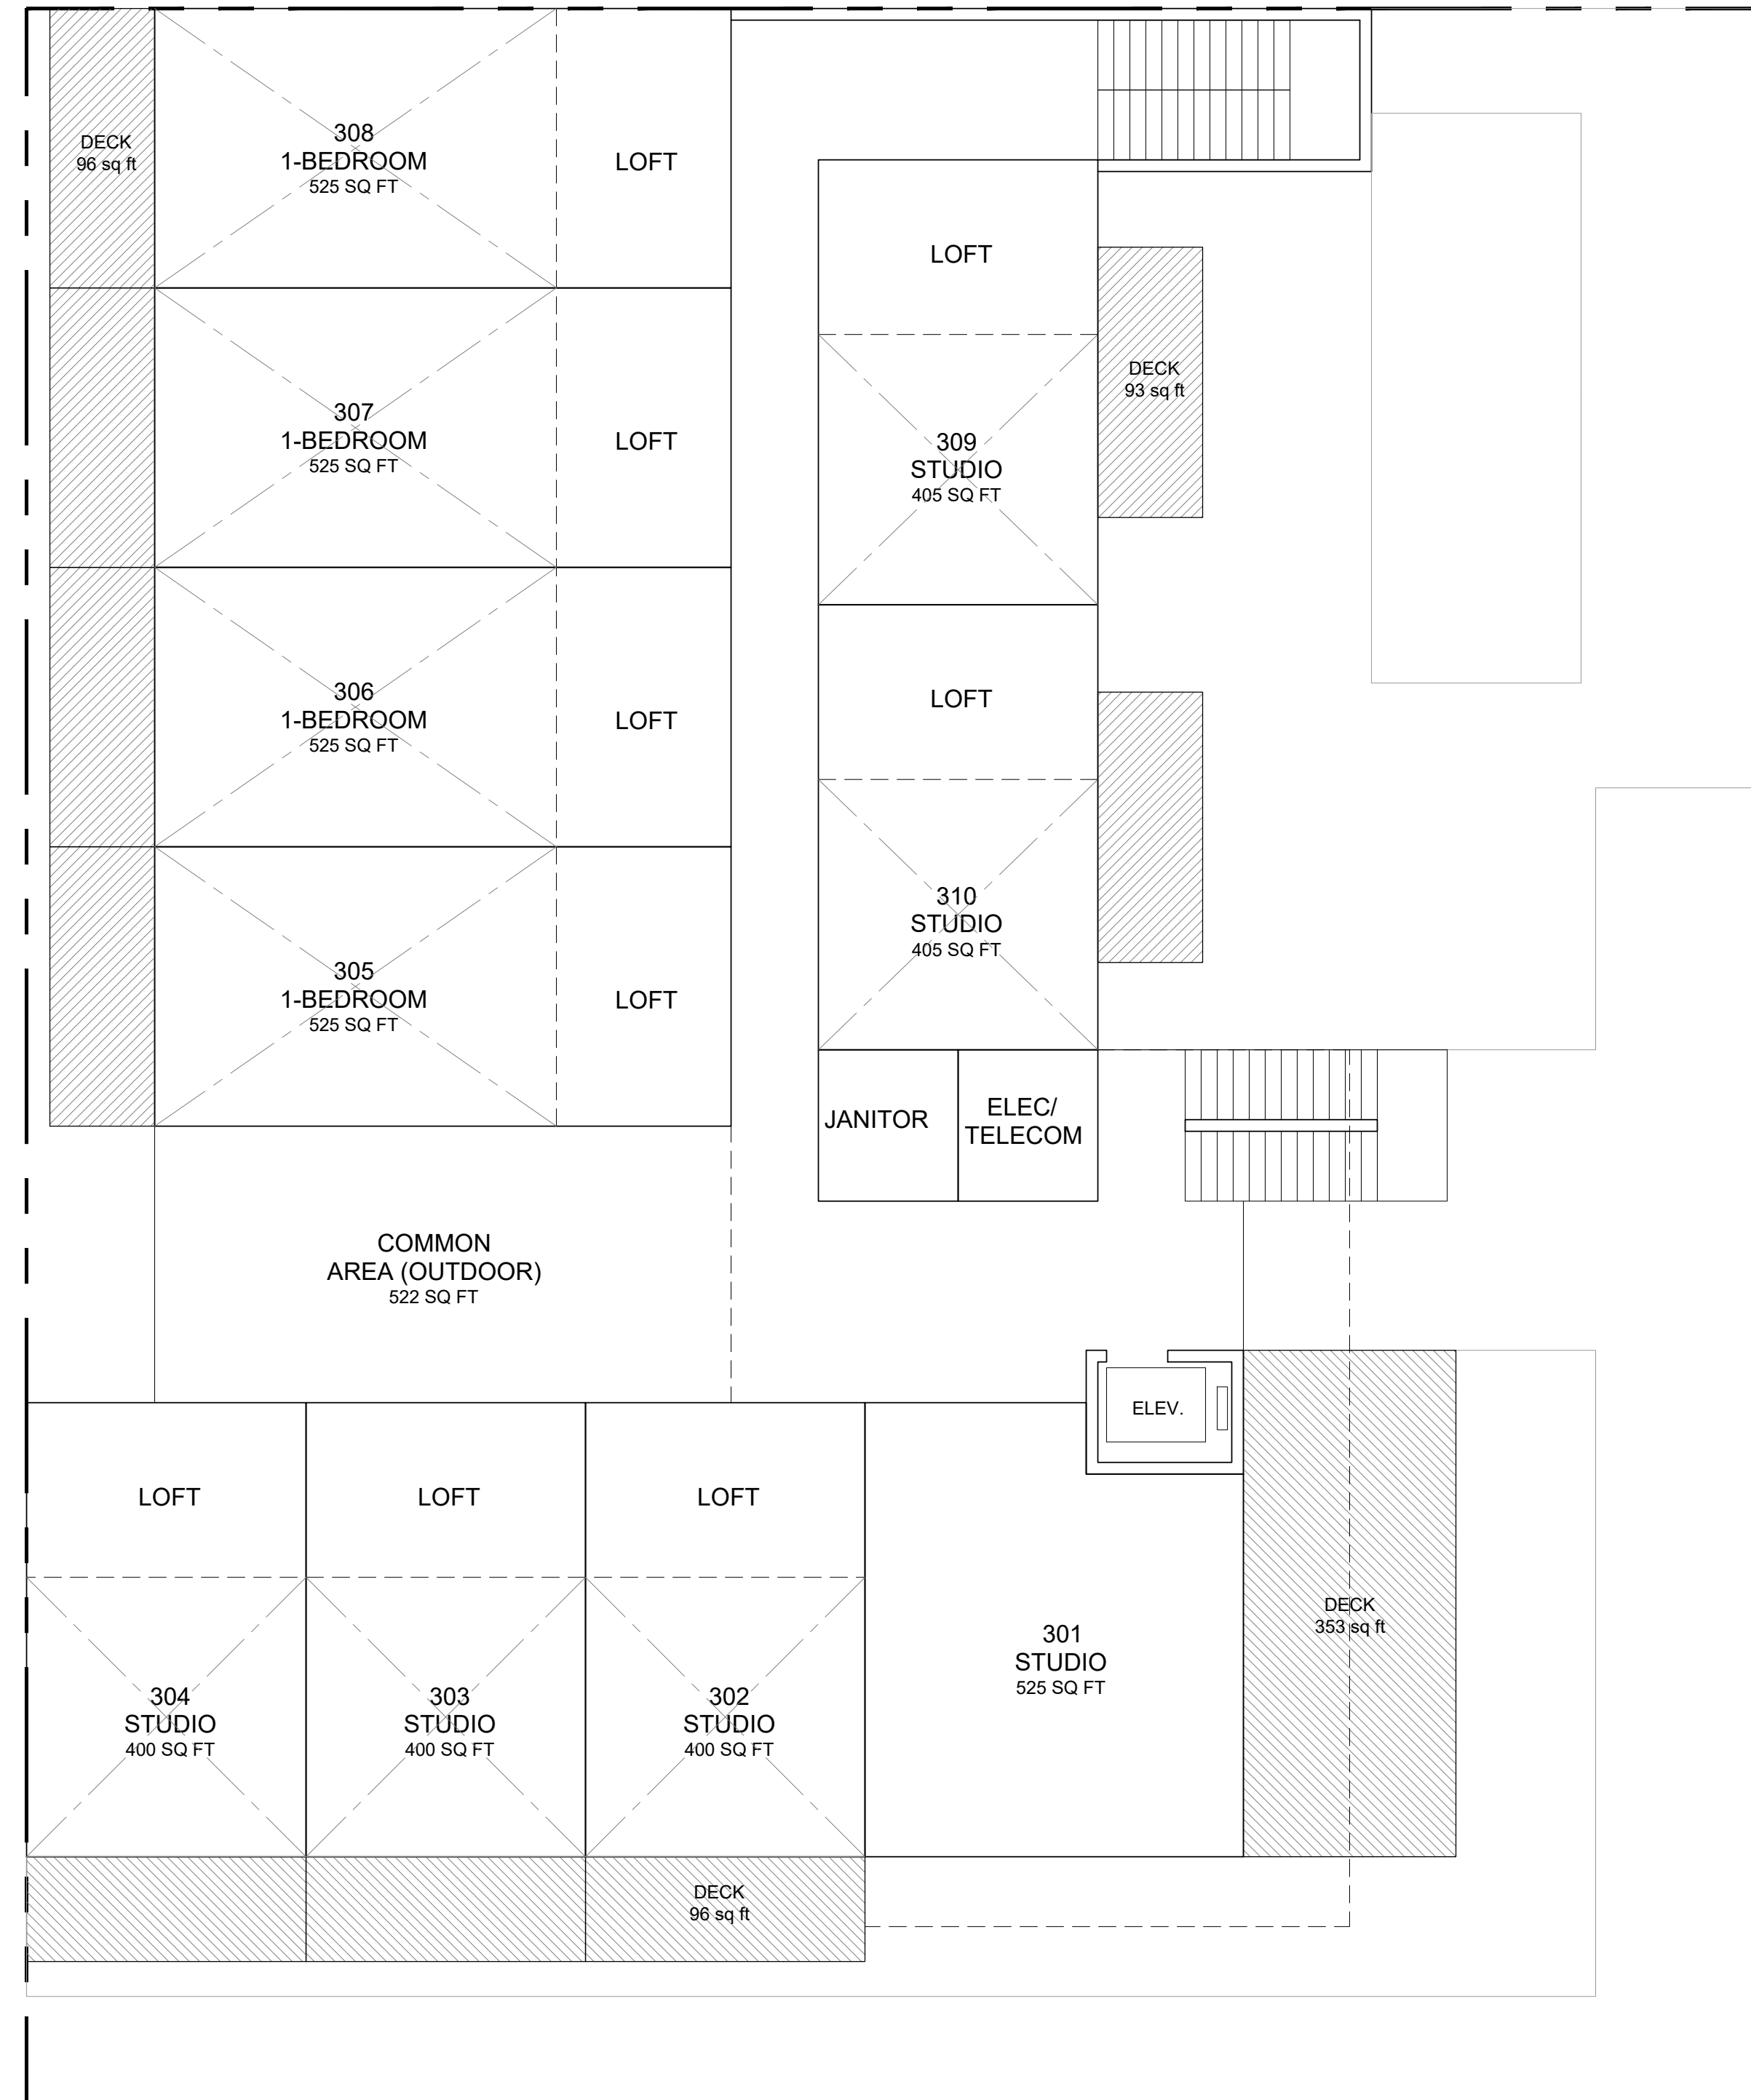 DECK
96 sq ft
308
1-BEDROOM
525 SQ FT
LOFT
LOFT
307
1-BEDROOM
525 SQ FT
LOFT
309
STUDIO
405 SQ FT
DECK
93 sq ft
306
1-BEDROOM
525 SQ FT
LOFT
LOFT
305
1-BEDROOM
525 SQ FT
LOFT
310
STUDIO
405 SQ FT
JANITOR
ELEC/
TELECOM
COMMON
AREA (OUTDOOR)
522 SQ FT
ELEV.
LOFT
LOFT
LOFT
304
STUDIO
400 SQ FT
303
STUDIO
400 SQ FT
302
STUDIO
400 SQ FT
301
STUDIO
525 SQ FT
DECK
353 sq ft
DECK
96 sq ft